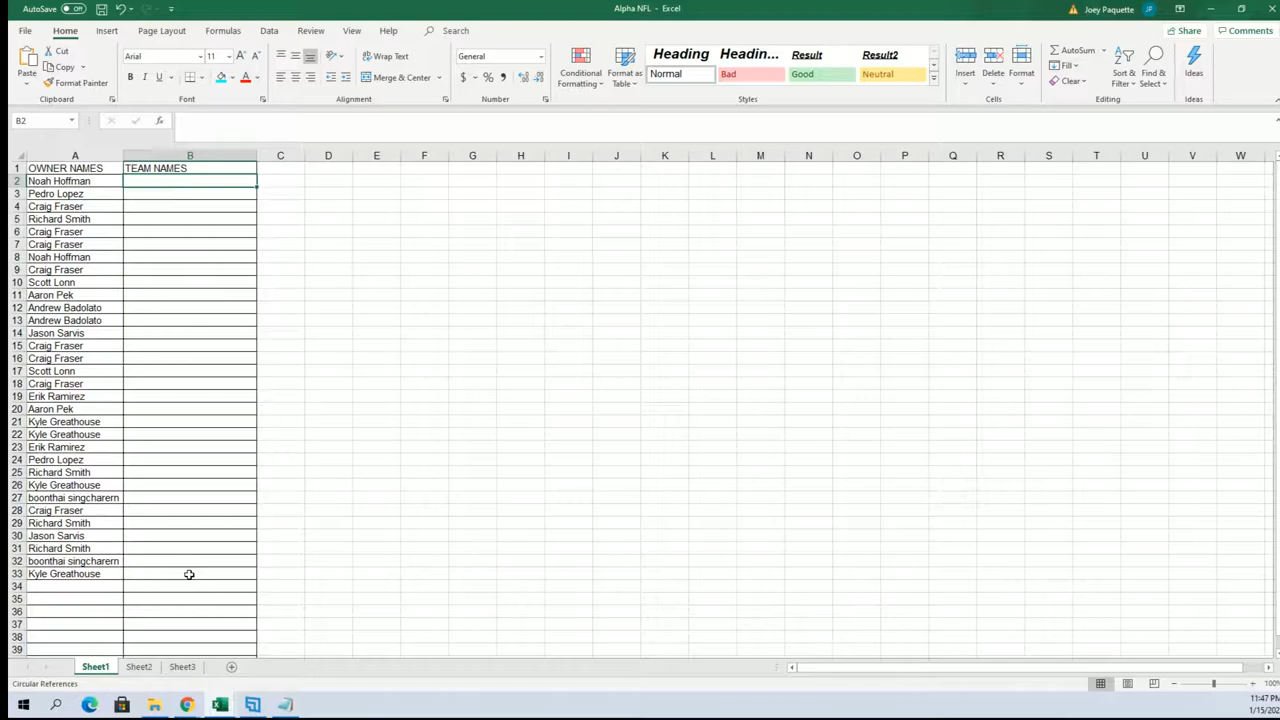 AutoSave Off Alpha NFL - Excel Joey Paquette JP
File Home Insert Page Layout Formulas Data Review View Help Search Share Comments
Paste Cut Copy Format Painter Clipboard
Arial 11 B I U Font
Wrap Text Merge & Center Alignment
General $ % Number
Conditional Formatting Format as Table
Heading Headin... Result Result2
Normal Bad Good Neutral
Styles
Insert Delete Format Cells
AutoSum Fill Clear Sort & Filter Find & Select Editing
Ideas Ideas
B2 fx
A B C D E F G H I J K L M N O P Q R S T U V W
1 OWNER NAMES TEAM NAMES
2 Noah Hoffman
3 Pedro Lopez
4 Craig Fraser
5 Richard Smith
6 Craig Fraser
7 Craig Fraser
8 Noah Hoffman
9 Craig Fraser
10 Scott Lonn
11 Aaron Pek
12 Andrew Badolato
13 Andrew Badolato
14 Jason Sarvis
15 Craig Fraser
16 Craig Fraser
17 Scott Lonn
18 Craig Fraser
19 Erik Ramirez
20 Aaron Pek
21 Kyle Greathouse
22 Kyle Greathouse
23 Erik Ramirez
24 Pedro Lopez
25 Richard Smith
26 Kyle Greathouse
27 boonthai singcharern
28 Craig Fraser
29 Richard Smith
30 Jason Sarvis
31 Richard Smith
32 boonthai singcharern
33 Kyle Greathouse
34
35
36
37
38
39
Sheet1 Sheet2 Sheet3
Circular References 100%
11:47 PM
1/15/202